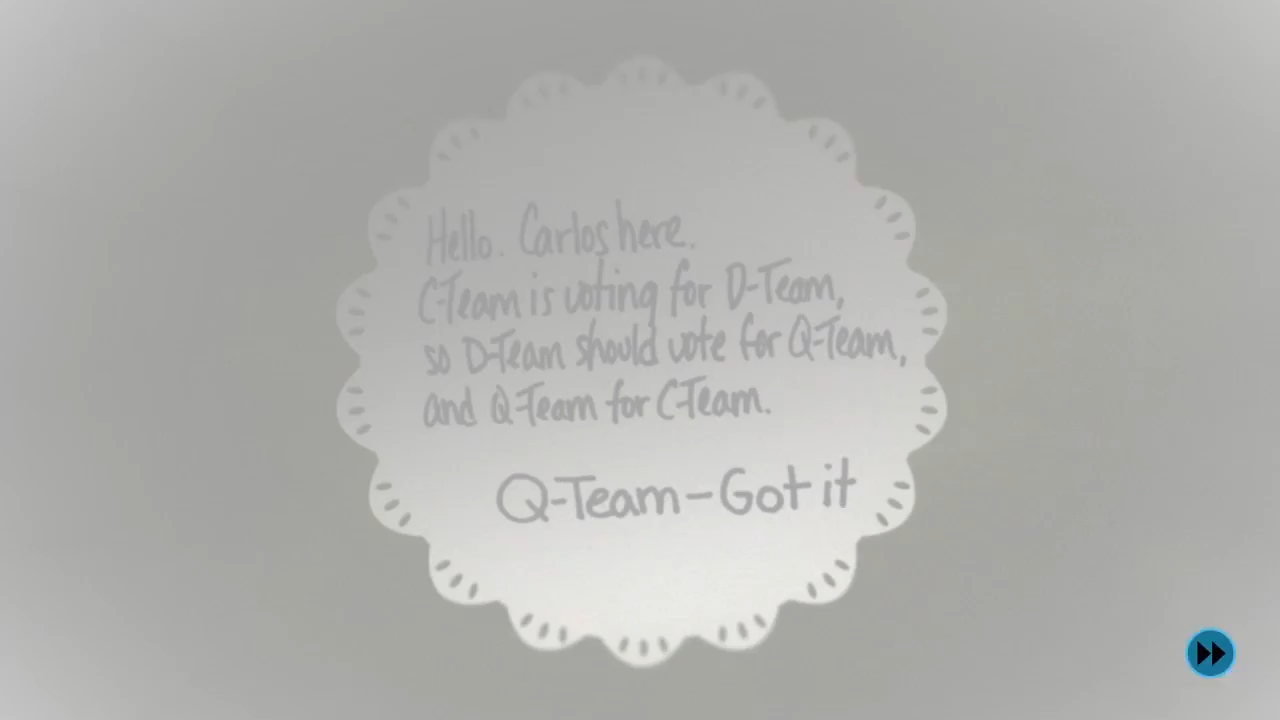 Hello. Carlos here.
C-Team is voting for D-Team,
so D-Team should vote for Q-Team,
and Q-Team for C-Team.
Q-Team-Got it